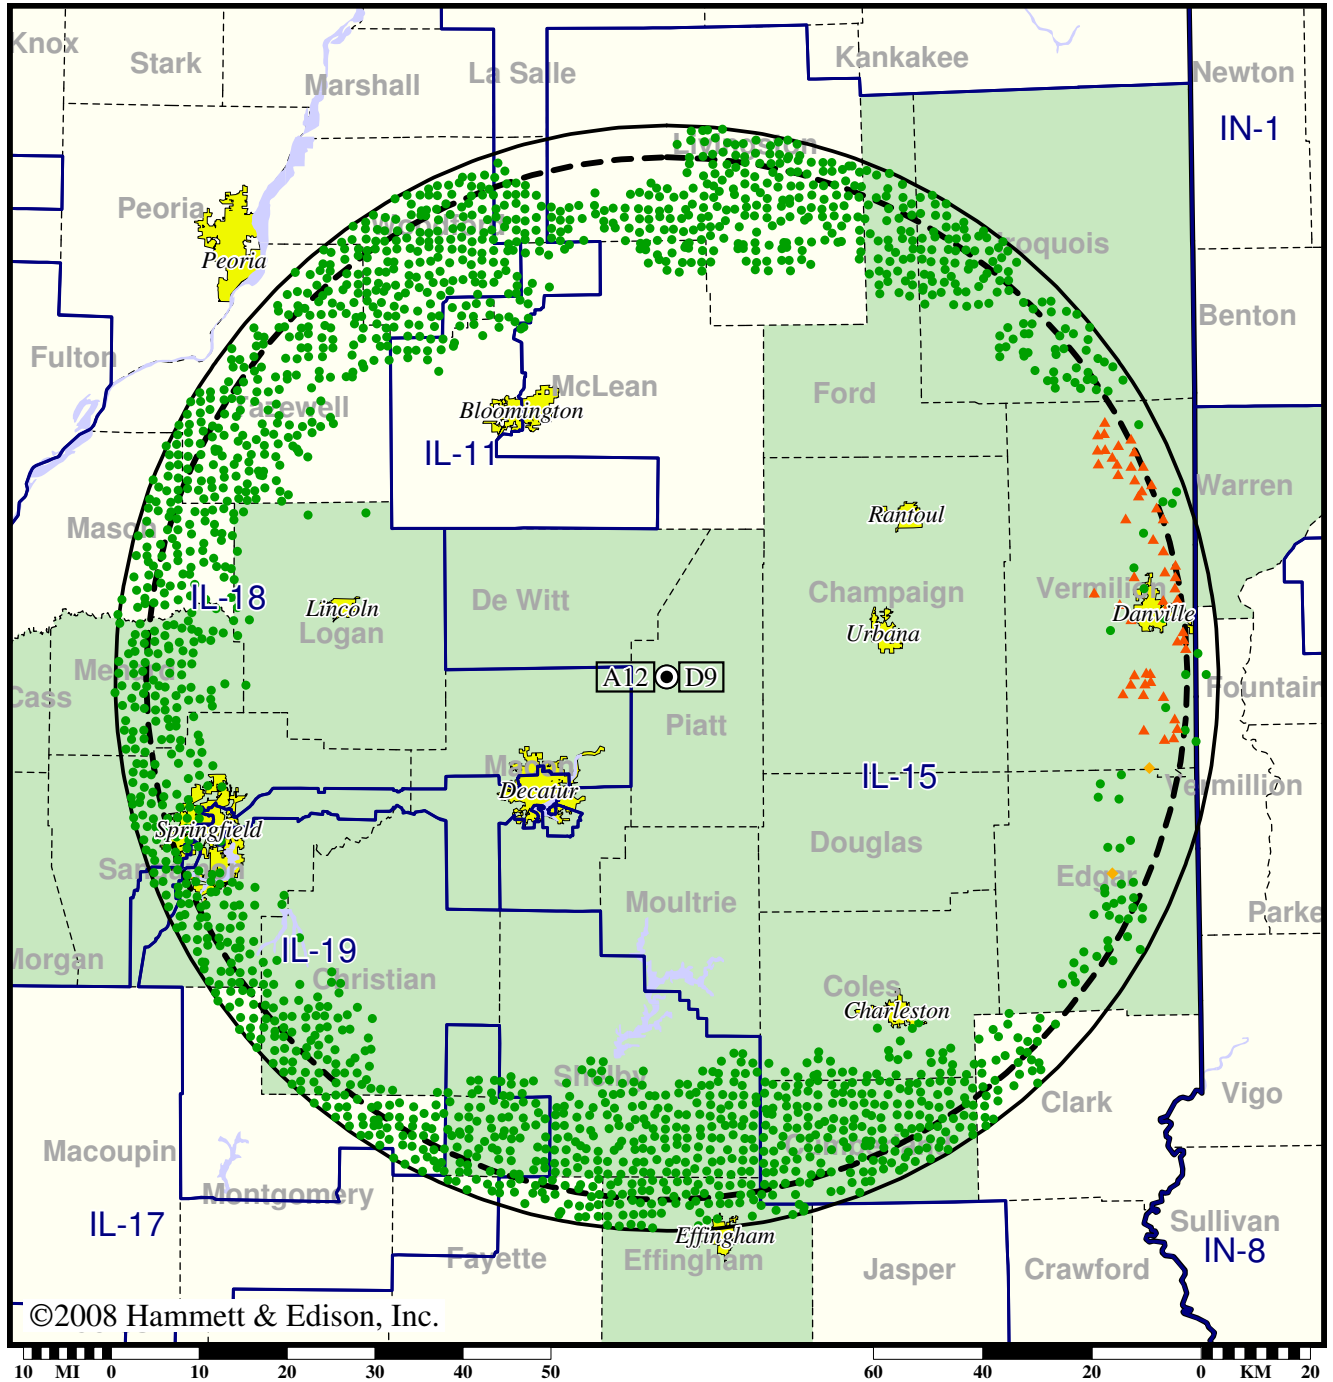 Knox
Stark
Marshall
La Salle
Kankakee
Newton
IN-1
Livingston
Peoria
Peoria
Woodford
Iroquois
Benton
Fulton
McLean
Ford
Tazewell
Bloomington
IL-11
Warren
Mason
Rantoul
IL-18
Lincoln
Logan
De Witt
Champaign
Urbana
Vermilion
Danville
Menard
Cass
A12
D9
Fountain
Piatt
Macon
Decatur
IL-15
Vermillion
Springfield
Sangamon
Douglas
Edgar
Moultrie
Parke
IL-19
Morgan
Christian
Coles
Charleston
Shelby
Clark
Vigo
Macoupin
Cumberland
Montgomery
IL-17
Effingham
Effingham
Fayette
Jasper
Crawford
Sullivan
IN-8
©2008 Hammett & Edison, Inc.
10 MI 0 10 20 30 40 50 60 40 20 0 KM 20